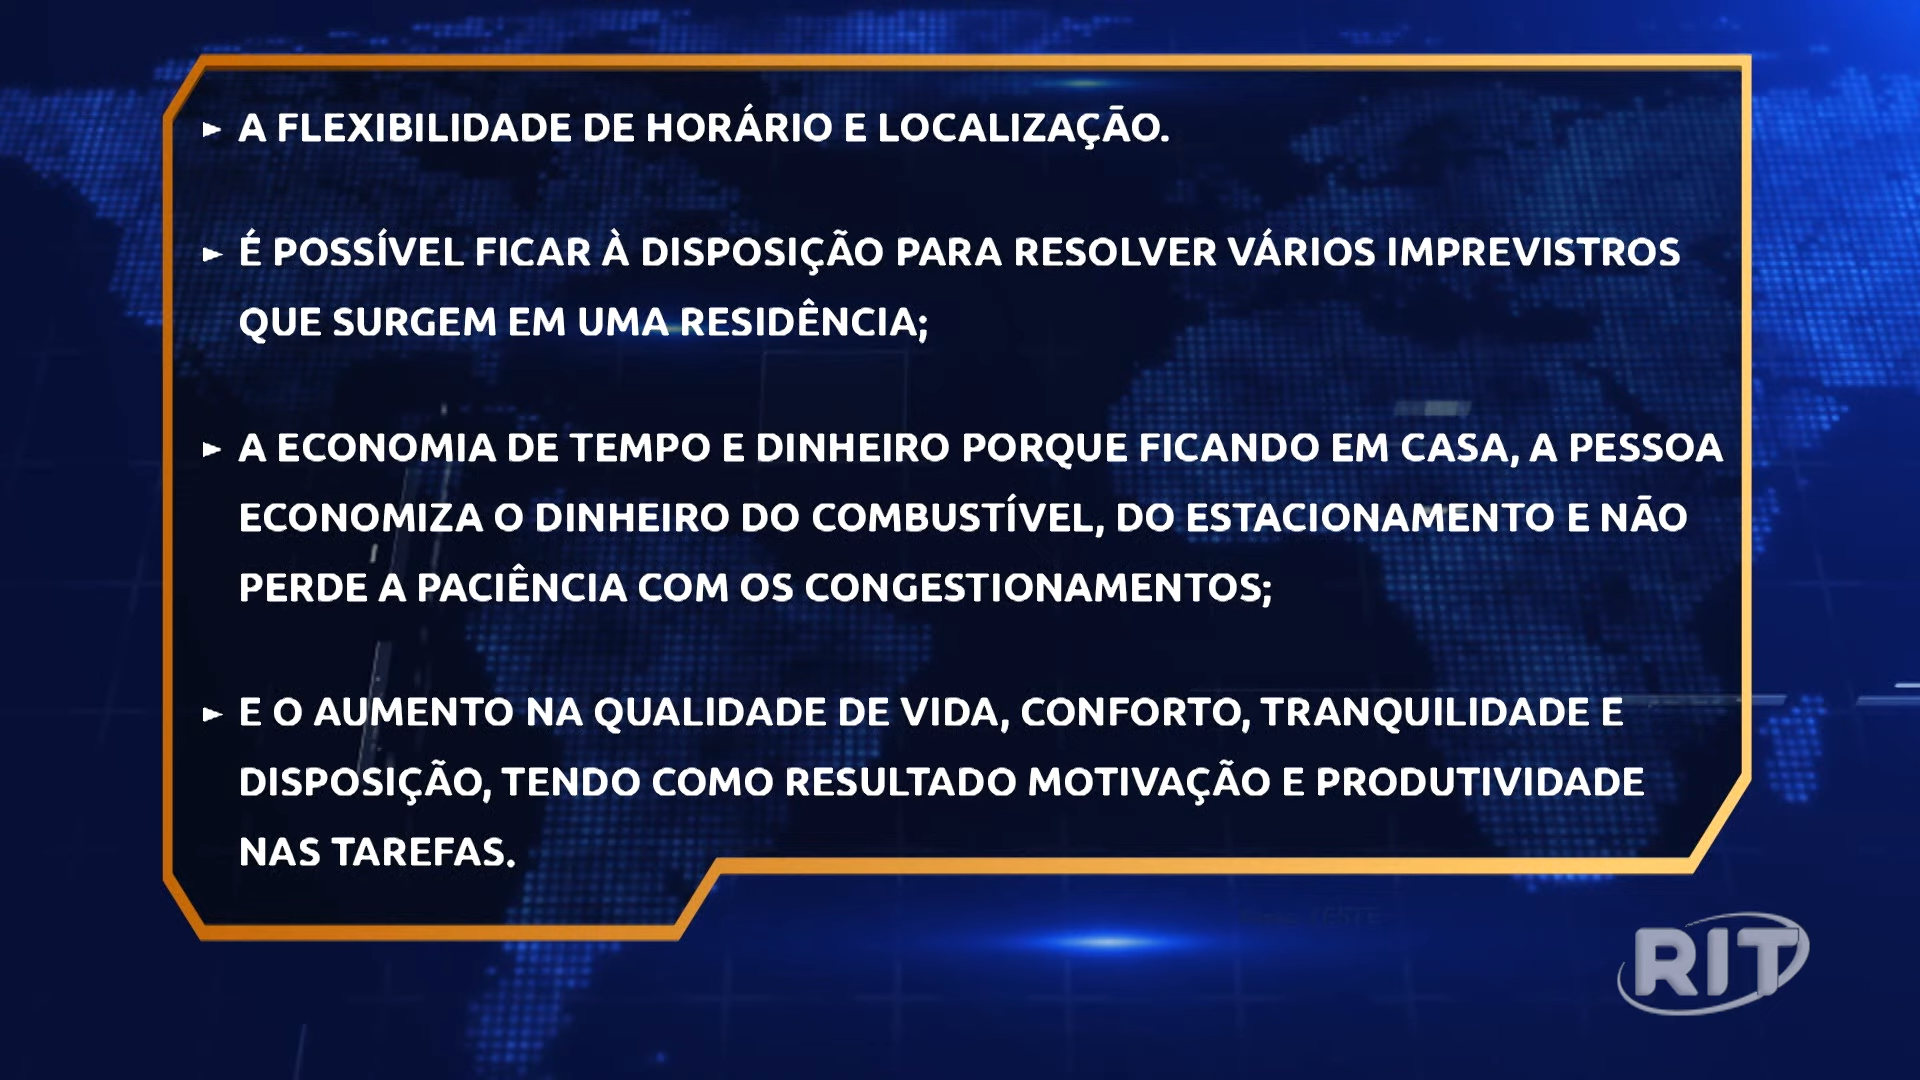 ► A FLEXIBILIDADE DE HORÁRIO E LOCALIZAÇÃO.
► É POSSÍVEL FICAR À DISPOSIÇÃO PARA RESOLVER VÁRIOS IMPREVISTROS
QUE SURGEM EM UMA RESIDÊNCIA;
► A ECONOMIA DE TEMPO E DINHEIRO PORQUE FICANDO EM CASA, A PESSOA
ECONOMIZA O DINHEIRO DO COMBUSTÍVEL, DO ESTACIONAMENTO E NÃO
PERDE A PACIÊNCIA COM OS CONGESTIONAMENTOS;
► E O AUMENTO NA QUALIDADE DE VIDA, CONFORTO, TRANQUILIDADE E
DISPOSIÇÃO, TENDO COMO RESULTADO MOTIVAÇÃO E PRODUTIVIDADE
NAS TAREFAS.
RIT